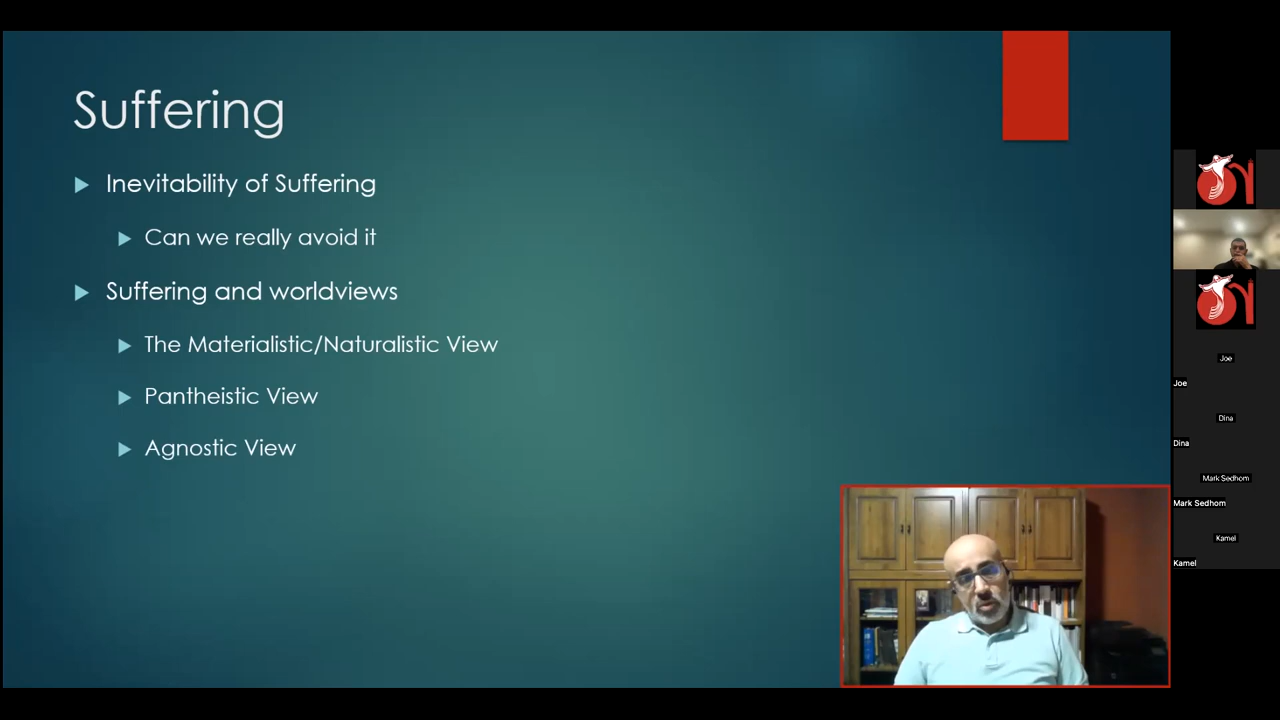 Suffering
Inevitability of Suffering
Can we really avoid it
Suffering and worldviews
The Materialistic/Naturalistic View
Pantheistic View
Agnostic View
Joe
Joe
Dina
Dina
Mark Sedhom
Mark Sedhom
Kamel
Kamel